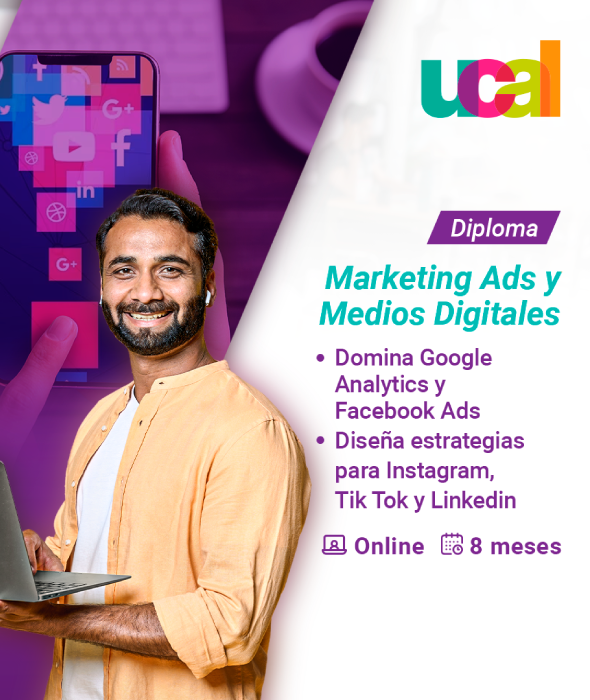 ucal
Diploma
Marketing Ads y
Medios Digitales
• Domina Google
Analytics y
Facebook Ads
• Diseña estrategias
para Instagram,
Tik Tok y Linkedin
Online 8 meses
f
G+
f
in
G+